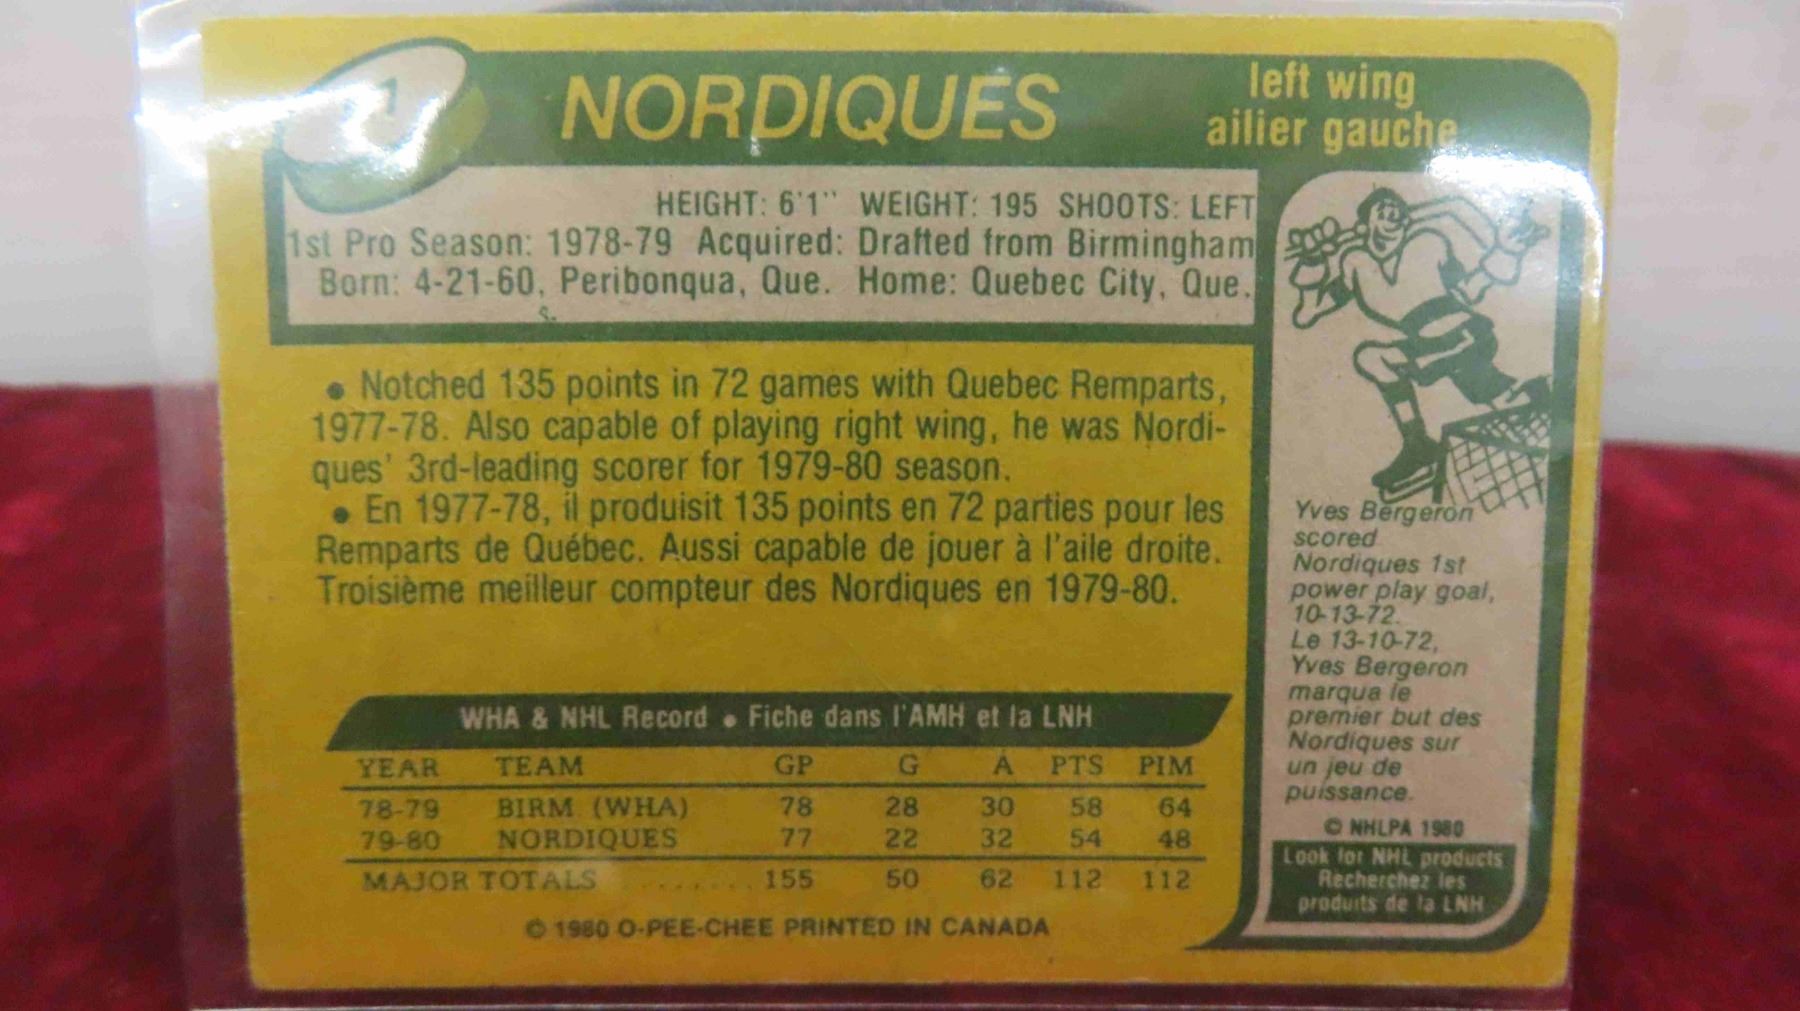 NORDIQUES
left wing
ailier gauche
HEIGHT: 6'1" WEIGHT: 195 SHOOTS: LEFT
1st Pro Season: 1978-79 Acquired: Drafted from Birmingham
Born: 4-21-60, Peribonqua, Que. Home: Quebec City, Que.
• Notched 135 points in 72 games with Quebec Remparts,
1977-78. Also capable of playing right wing, he was Nordi-
ques' 3rd-leading scorer for 1979-80 season.
• En 1977-78, il produisit 135 points en 72 parties pour les
Remparts de Québec. Aussi capable de jouer à l'aile droite.
Troisième meilleur compteur des Nordiques en 1979-80.
WHA & NHL Record • Fiche dans l'AMH et la LNH
YEAR TEAM GP G A PTS PIM
78-79 BIRM. (WHA) 78 28 30 58 64
79-80 NORDIQUES 77 22 32 54 48
MAJOR TOTALS ........ 155 50 62 112 112
© 1980 O-PEE-CHEE PRINTED IN CANADA
Yves Bergeron
scored
Nordiques 1st
power play goal,
10-13-72.
Le 13-10-72,
Yves Bergeron
marqua le
premier but des
Nordiques sur
un jeu de
puissance.
© NHLPA 1980
Look for NHL products
Recherchez les
produits de la LNH